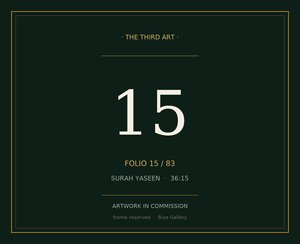 · THE THIRD ART ·
15
FOLIO 15 / 83
SURAH YASEEN · 36:15
ARTWORK IN COMMISSION
frame reserved · Biya Gallery